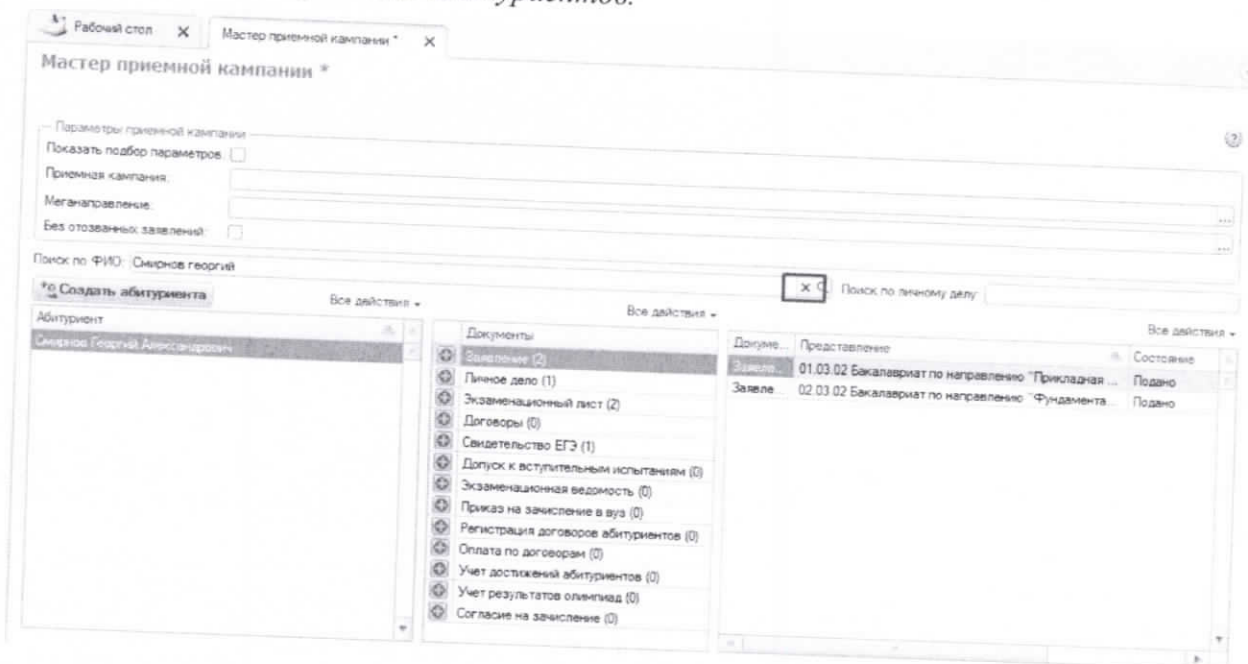 Рабочий стол
Мастер приемной кампании *
Мастер приемной кампании *
Параметры приемной кампании
Показать подбор параметров:
Приемная кампания:
Меганаправление:
...
Без отозванных заявлений:
...
Поиск по ФИО: Смирнов георгий
Поиск по личному делу:
Создать абитуриента
Все действия
Все действия
Все действия
Абитуриент
Смирнов Георгий Александрович
Документы
Заявление (2)
Личное дело (1)
Экзаменационный лист (2)
Договоры (0)
Свидетельство ЕГЭ (1)
Допуск к вступительным испытаниям (0)
Экзаменационная ведомость (0)
Приказ на зачисление в вуз (0)
Регистрация договоров абитуриентов (0)
Оплата по договорам (0)
Учет достижений абитуриентов (0)
Учет результатов олимпиад (0)
Согласие на зачисление (0)
Докуме... Представление Состояние
Заявле... 01.03.02 Бакалавриат по направлению "Прикладная ... Подано
Заявле... 02.03.02 Бакалавриат по направлению "Фундамента... Подано